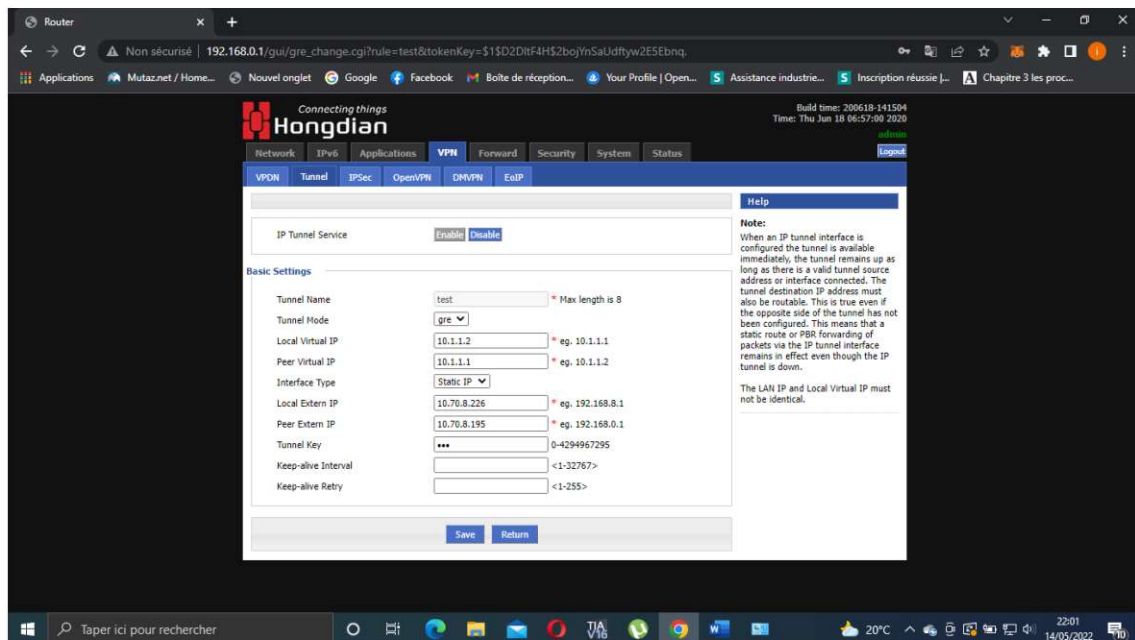 Router
Non sécurisé | 192.168.0.1/gui/gre_change.cgi?rule=test&tokenKey=$1$D2DltF4H$2bojYnSaUdftyw2E5Ebnq.
Applications Mutaz.net / Home... Nouvel onglet Google Facebook Boîte de réception... Your Profile | Open... Assistance industrie... Inscription réussie |... Chapitre 3 les proc...
Connecting things
Hongdian
Build time: 200618-141504
Time: Thu Jun 18 06:57:00 2020
admin
Logout
Network IPv6 Applications VPN Forward Security System Status
VPDN Tunnel IPSec OpenVPN DMVPN EoIP
IP Tunnel Service Enable Disable
Basic Settings
Tunnel Name test * Max length is 8
Tunnel Mode gre
Local Virtual IP 10.1.1.2 * eg. 10.1.1.1
Peer Virtual IP 10.1.1.1 * eg. 10.1.1.2
Interface Type Static IP
Local Extern IP 10.70.8.226 * eg. 192.168.8.1
Peer Extern IP 10.70.8.195 * eg. 192.168.0.1
Tunnel Key ••• 0-4294967295
Keep-alive Interval <1-32767>
Keep-alive Retry <1-255>
Save Return
Help
Note:
When an IP tunnel interface is
configured the tunnel is available
immediately, the tunnel remains up as
long as there is a valid tunnel source
address or interface connected. The
tunnel destination IP address must
also be routable. This is true even if
the opposite side of the tunnel has not
been configured. This means that a
static route or PBR forwarding of
packets via the IP tunnel interface
remains in effect even though the IP
tunnel is down.
The LAN IP and Local Virtual IP must
not be identical.
Taper ici pour rechercher
TIA V16
20°C
22:01
14/05/2022